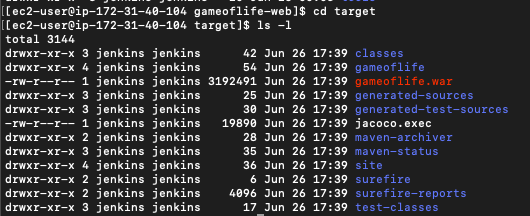 [[ec2-user@ip-172-31-40-104 gameoflife-web]$ cd target
[[ec2-user@ip-172-31-40-104 target]$ ls -l
total 3144
drwxr-xr-x 3 jenkins jenkins      42 Jun 26 17:39 classes
drwxr-xr-x 4 jenkins jenkins      54 Jun 26 17:39 gameoflife
-rw-r--r-- 1 jenkins jenkins 3192491 Jun 26 17:39 gameoflife.war
drwxr-xr-x 3 jenkins jenkins      25 Jun 26 17:39 generated-sources
drwxr-xr-x 3 jenkins jenkins      30 Jun 26 17:39 generated-test-sources
-rw-r--r-- 1 jenkins jenkins   19890 Jun 26 17:39 jacoco.exec
drwxr-xr-x 2 jenkins jenkins      28 Jun 26 17:39 maven-archiver
drwxr-xr-x 3 jenkins jenkins      35 Jun 26 17:39 maven-status
drwxr-xr-x 4 jenkins jenkins      36 Jun 26 17:39 site
drwxr-xr-x 2 jenkins jenkins       6 Jun 26 17:39 surefire
drwxr-xr-x 2 jenkins jenkins    4096 Jun 26 17:39 surefire-reports
drwxr-xr-x 3 jenkins jenkins      17 Jun 26 17:39 test-classes